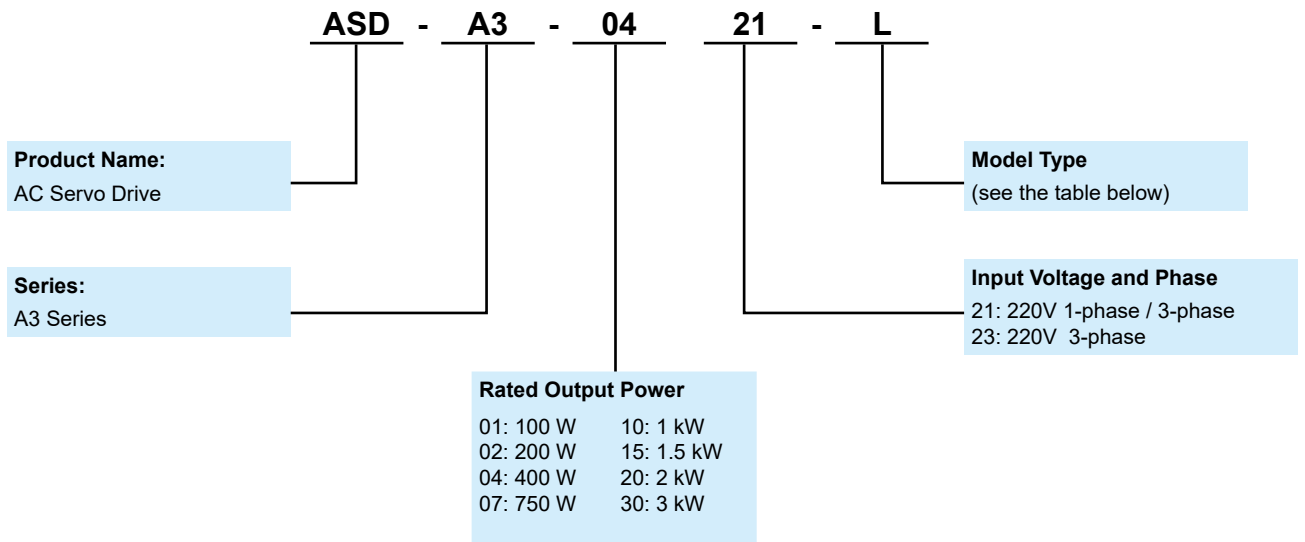 ASD - A3 - 04 21 - L
Product Name:
AC Servo Drive
Model Type
(see the table below)
Series:
A3 Series
Input Voltage and Phase
21: 220V 1-phase / 3-phase
23: 220V 3-phase
Rated Output Power
01: 100 W 10: 1 kW
02: 200 W 15: 1.5 kW
04: 400 W 20: 2 kW
07: 750 W 30: 3 kW